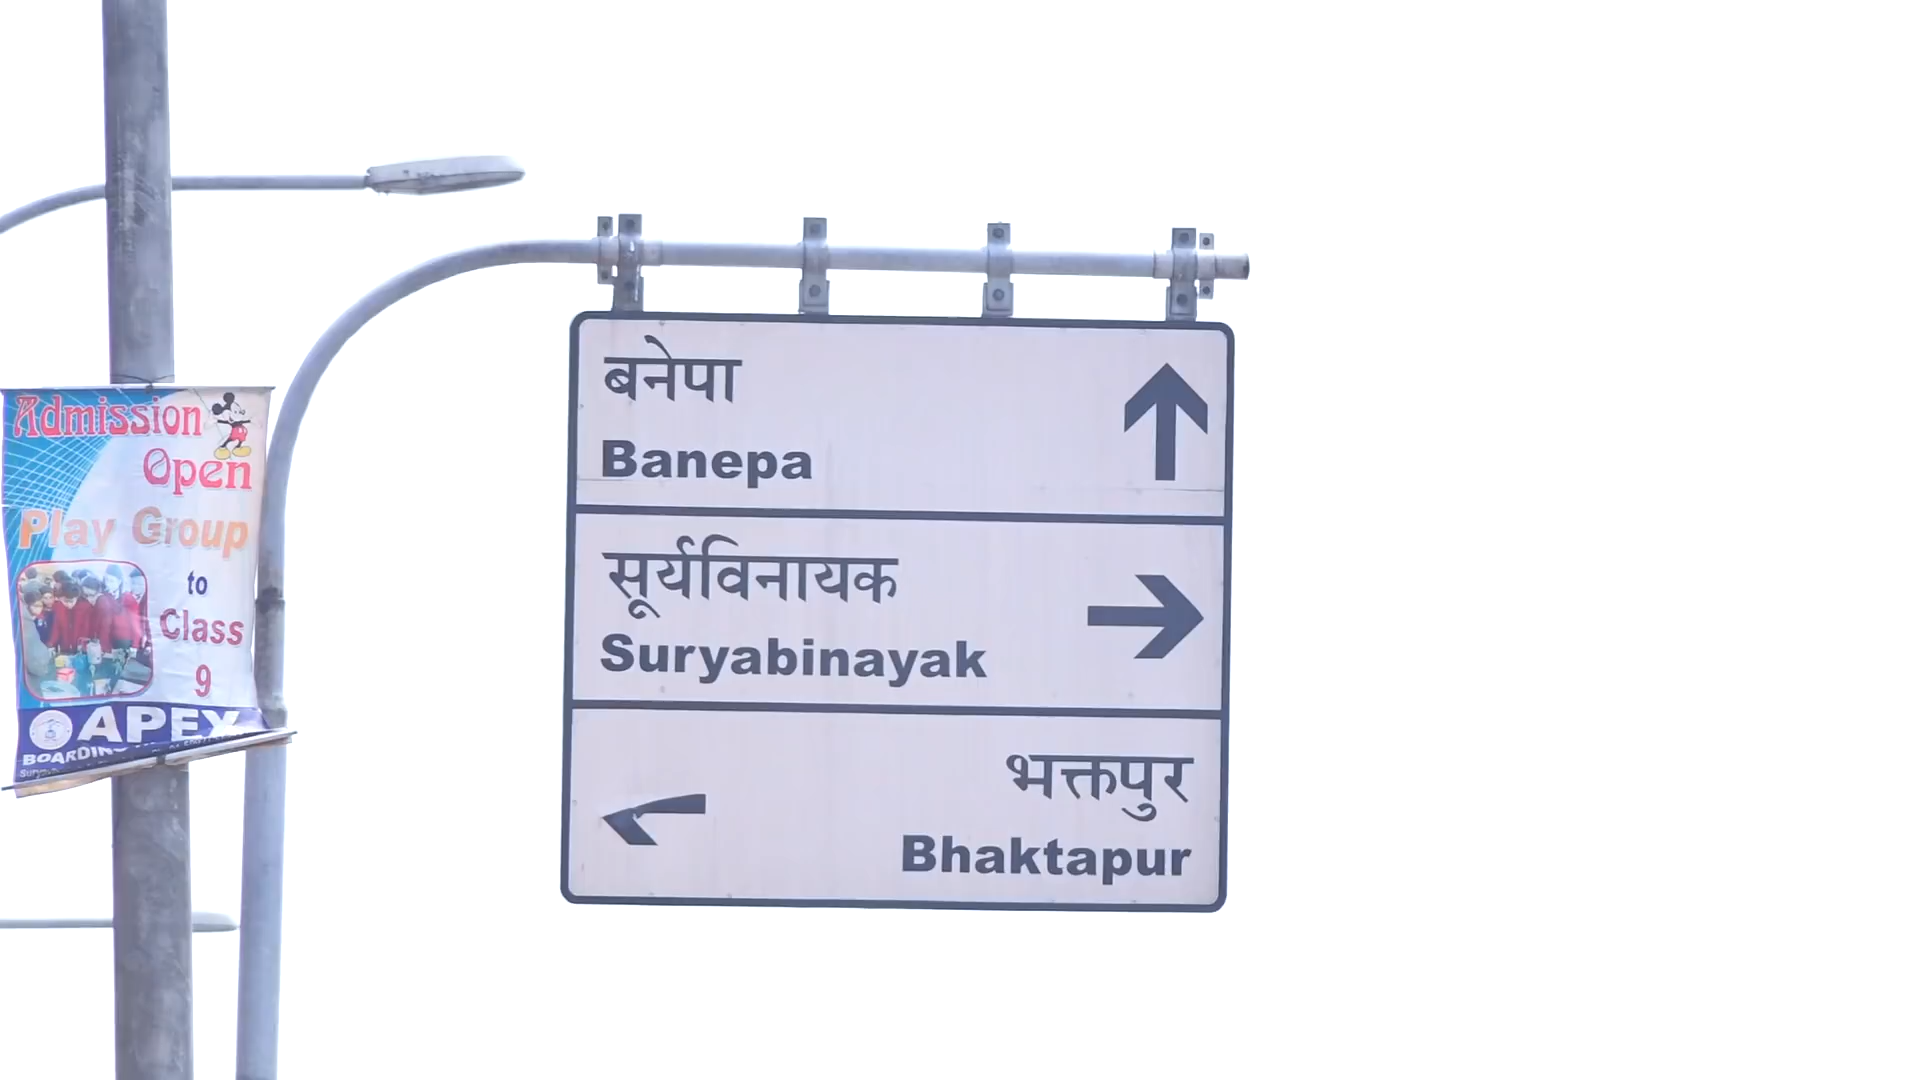 Admission
Open
Play Group
to
Class
9
APEX
BOARDING
बनेपा
Banepa
सूर्यविनायक
Suryabinayak
भक्तपुर
Bhaktapur